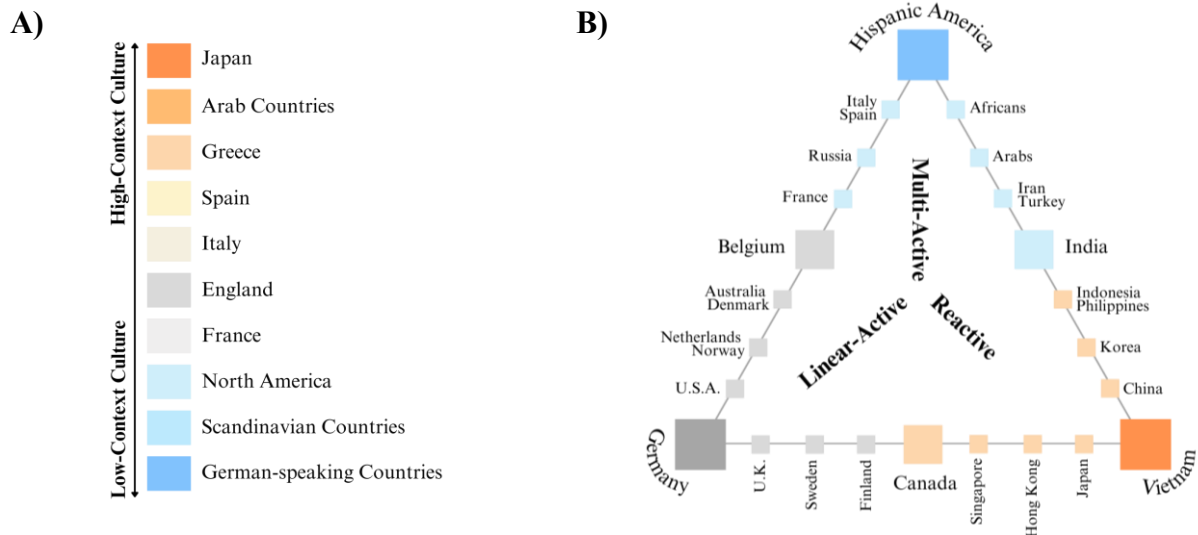 A)
High-Context Culture
Low-Context Culture
Japan
Arab Countries
Greece
Spain
Italy
England
France
North America
Scandinavian Countries
German-speaking Countries
B)
Hispanic America
Italy
Spain
Africans
Russia
Arabs
France
Iran
Turkey
Multi-Active
Belgium
India
Australia
Denmark
Indonesia
Philippines
Linear-Active
Reactive
Netherlands
Norway
Korea
U.S.A.
China
Germany
U.K.
Sweden
Finland
Canada
Singapore
Hong Kong
Japan
Vietnam